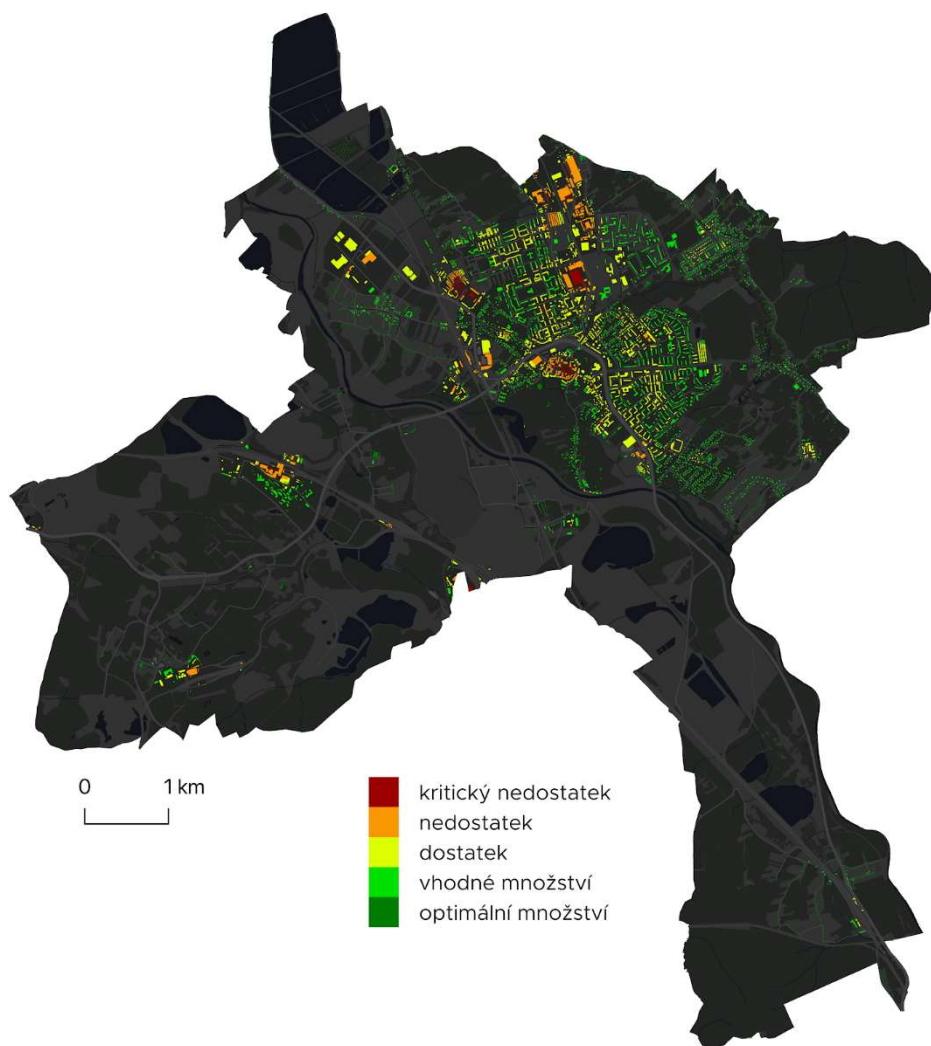 0 1 km
kritický nedostatek
nedostatek
dostatek
vhodné množství
optimální množství